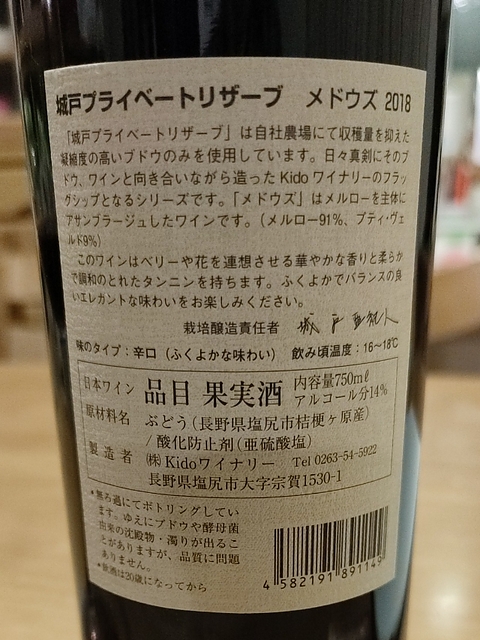 城戸プライベートリザーブ メドウズ 2018
「城戸プライベートリザーブ」は自社農場にて収穫量を抑えた
凝縮度の高いブドウのみを使用しています。日々真剣にそのブ
ドウ、ワインと向き合いながら造ったKidoワイナリーのフラッ
グシップとなるシリーズです。「メドウズ」はメルローを主体に
アサンブラージュしたワインです。(メルロー91%、プティ・ヴェ
ルド9%)
このワインはベリーや花を連想させる華やかな香りと柔らか
で調和のとれたタンニンを持ちます。ふくよかでバランスの良
いエレガントな味わいをお楽しみください。
栽培醸造責任者 城戸亜紀人
味のタイプ:辛口(ふくよかな味わい) 飲み頃温度:16~18℃
日本ワイン 品目 果実酒 内容量750mℓ
アルコール分14%
原材料名 ぶどう(長野県塩尻市桔梗ヶ原産)
/酸化防止剤(亜硫酸塩)
製造者 ㈱Kidoワイナリー Tel 0263-54-5922
長野県塩尻市大字宗賀1530-1
*無ろ過にてボトリングしてい
ます。ゆえにブドウや酵母菌
由来の沈殿物・濁りが出るこ
とがありますが、品質に問題
ありません。
*飲酒は20歳になってから
4 582191 891149